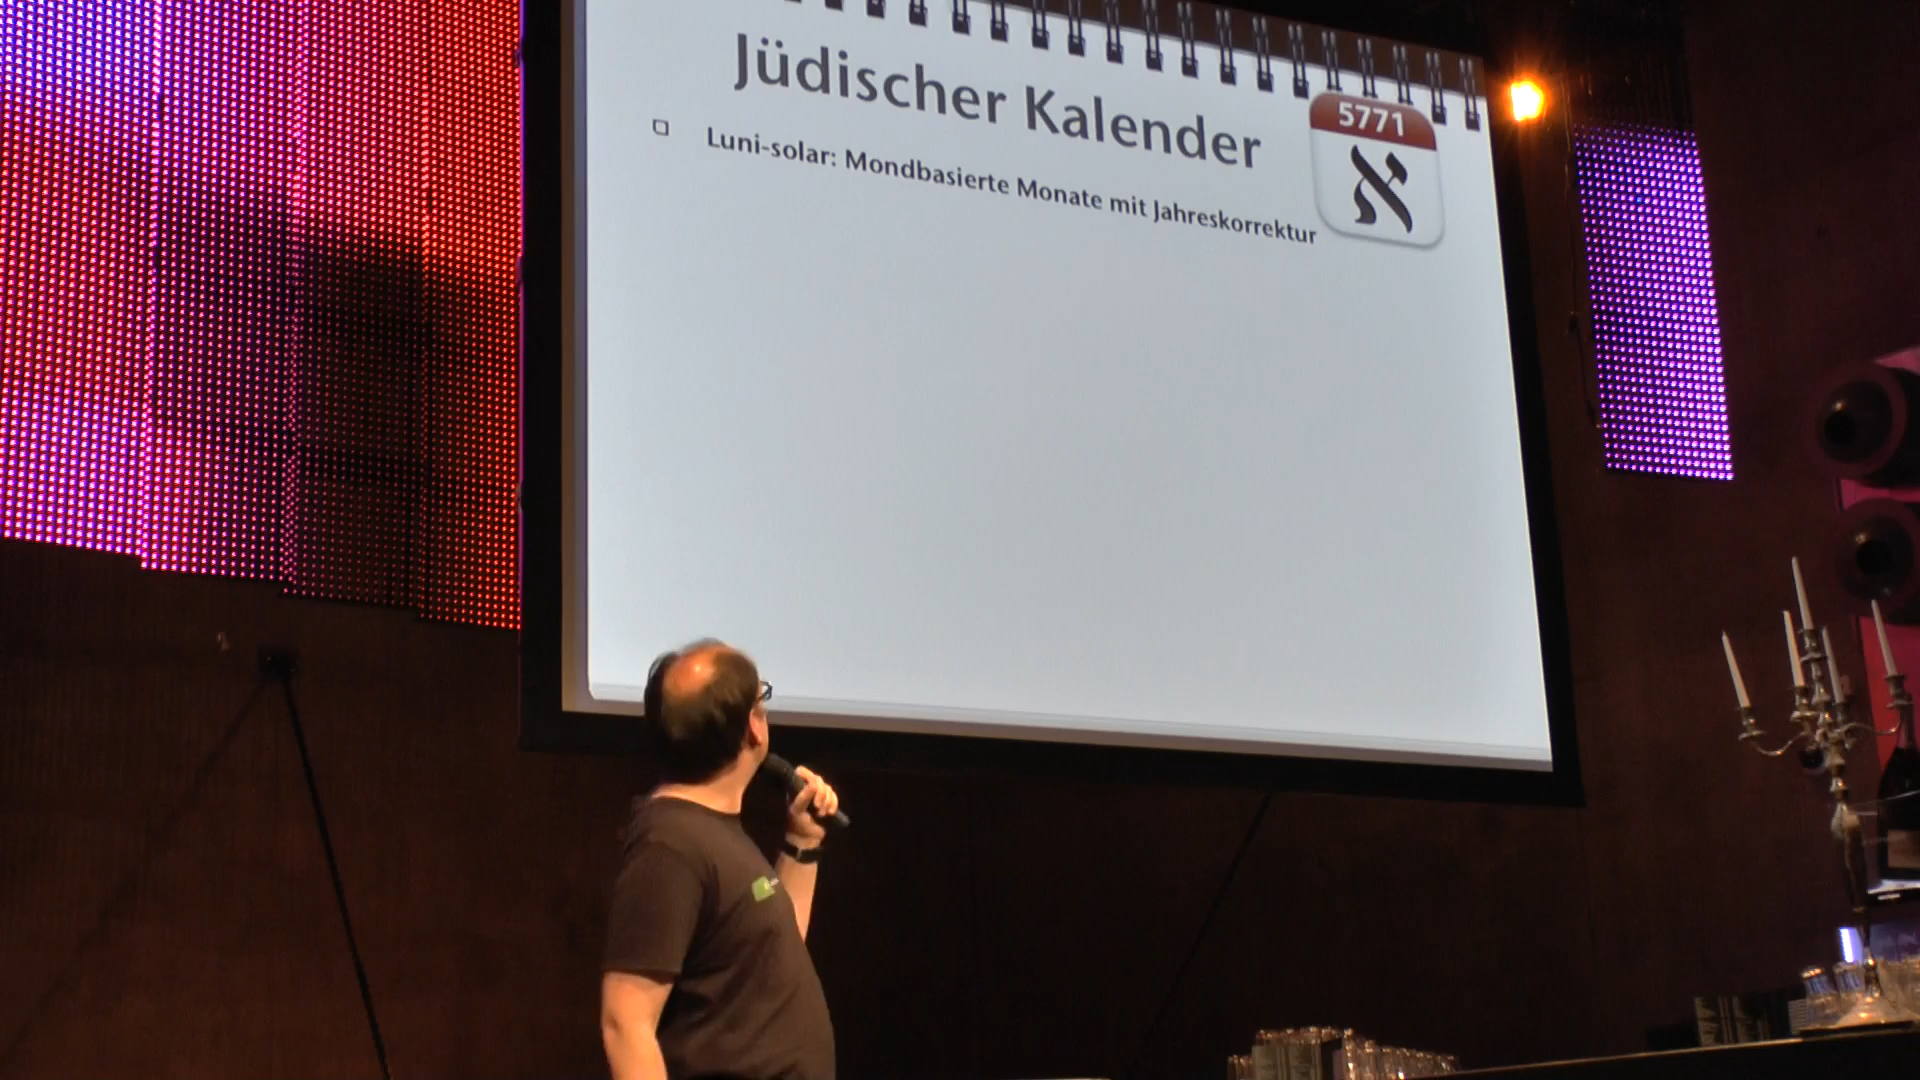 Jüdischer Kalender
5771
א
Luni-solar: Mondbasierte Monate mit Jahreskorrektur